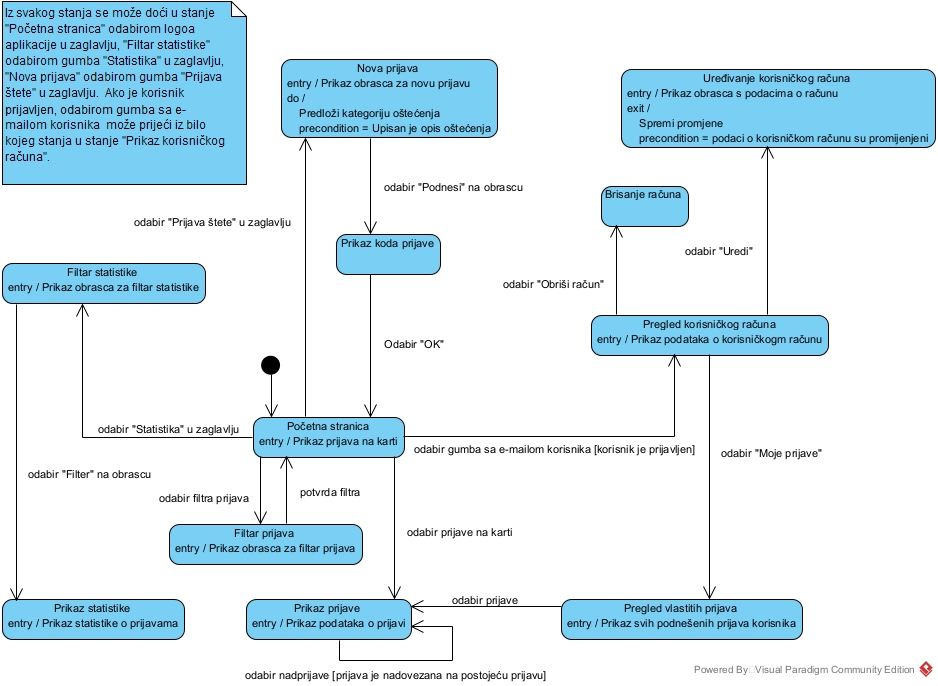 Iz svakog stanja se može doći u stanje
"Početna stranica" odabirom logoa
aplikacije u zaglavlju, "Filtar statistike"
odabirom gumba "Statistika" u zaglavlju,
"Nova prijava" odabirom gumba "Prijava
štete" u zaglavlju. Ako je korisnik
prijavljen, odabirom gumba sa e-
mailom korisnika može prijeći iz bilo
kojeg stanja u stanje "Prikaz korisničkog
računa".
Nova prijava
entry / Prikaz obrasca za novu prijavu
do /
Predloži kategoriju oštećenja
precondition = Upisan je opis oštećenja
Uređivanje korisničkog računa
entry / Prikaz obrasca s podacima o računu
exit /
Spremi promjene
precondition = podaci o korisničkom računu su promijenjeni
odabir "Podnesi" na obrascu
Brisanje računa
odabir "Prijava štete" u zaglavlju
Prikaz koda prijave
odabir "Uredi"
Filtar statistike
entry / Prikaz obrasca za filtar statistike
odabir "Obriši račun"
Pregled korisničkog računa
entry / Prikaz podataka o korisničkogm računu
Odabir "OK"
Početna stranica
entry / Prikaz prijava na karti
odabir "Statistika" u zaglavlju
odabir gumba sa e-mailom korisnika [korisnik je prijavljen]
odabir "Moje prijave"
odabir "Filter" na obrascu
odabir filtra prijava
potvrda filtra
Filtar prijava
entry / Prikaz obrasca za filtar prijava
odabir prijave na karti
Prikaz statistike
entry / Prikaz statistike o prijavama
Prikaz prijave
entry / Prikaz podataka o prijavi
odabir prijave
Pregled vlastitih prijava
entry / Prikaz svih podnešenih prijava korisnika
odabir nadprijave [prijava je nadovezana na postojeću prijavu]
Powered By Visual Paradigm Community Edition